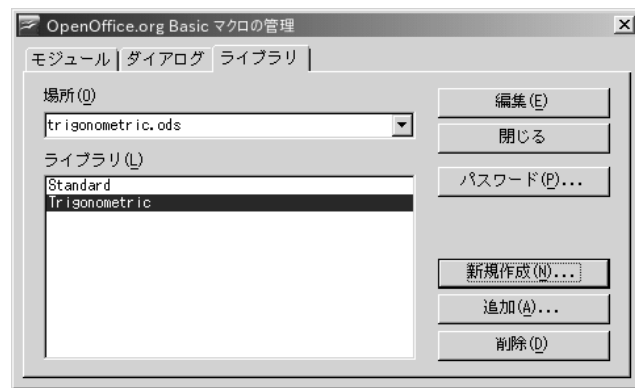 OpenOffice.org Basic マクロの管理
モジュール ダイアログ ライブラリ
場所(O)
trigonometric.ods
ライブラリ(L)
Standard
Trigonometric
編集(E)
閉じる
パスワード(P)...
新規作成(N)...
追加(A)...
削除(D)